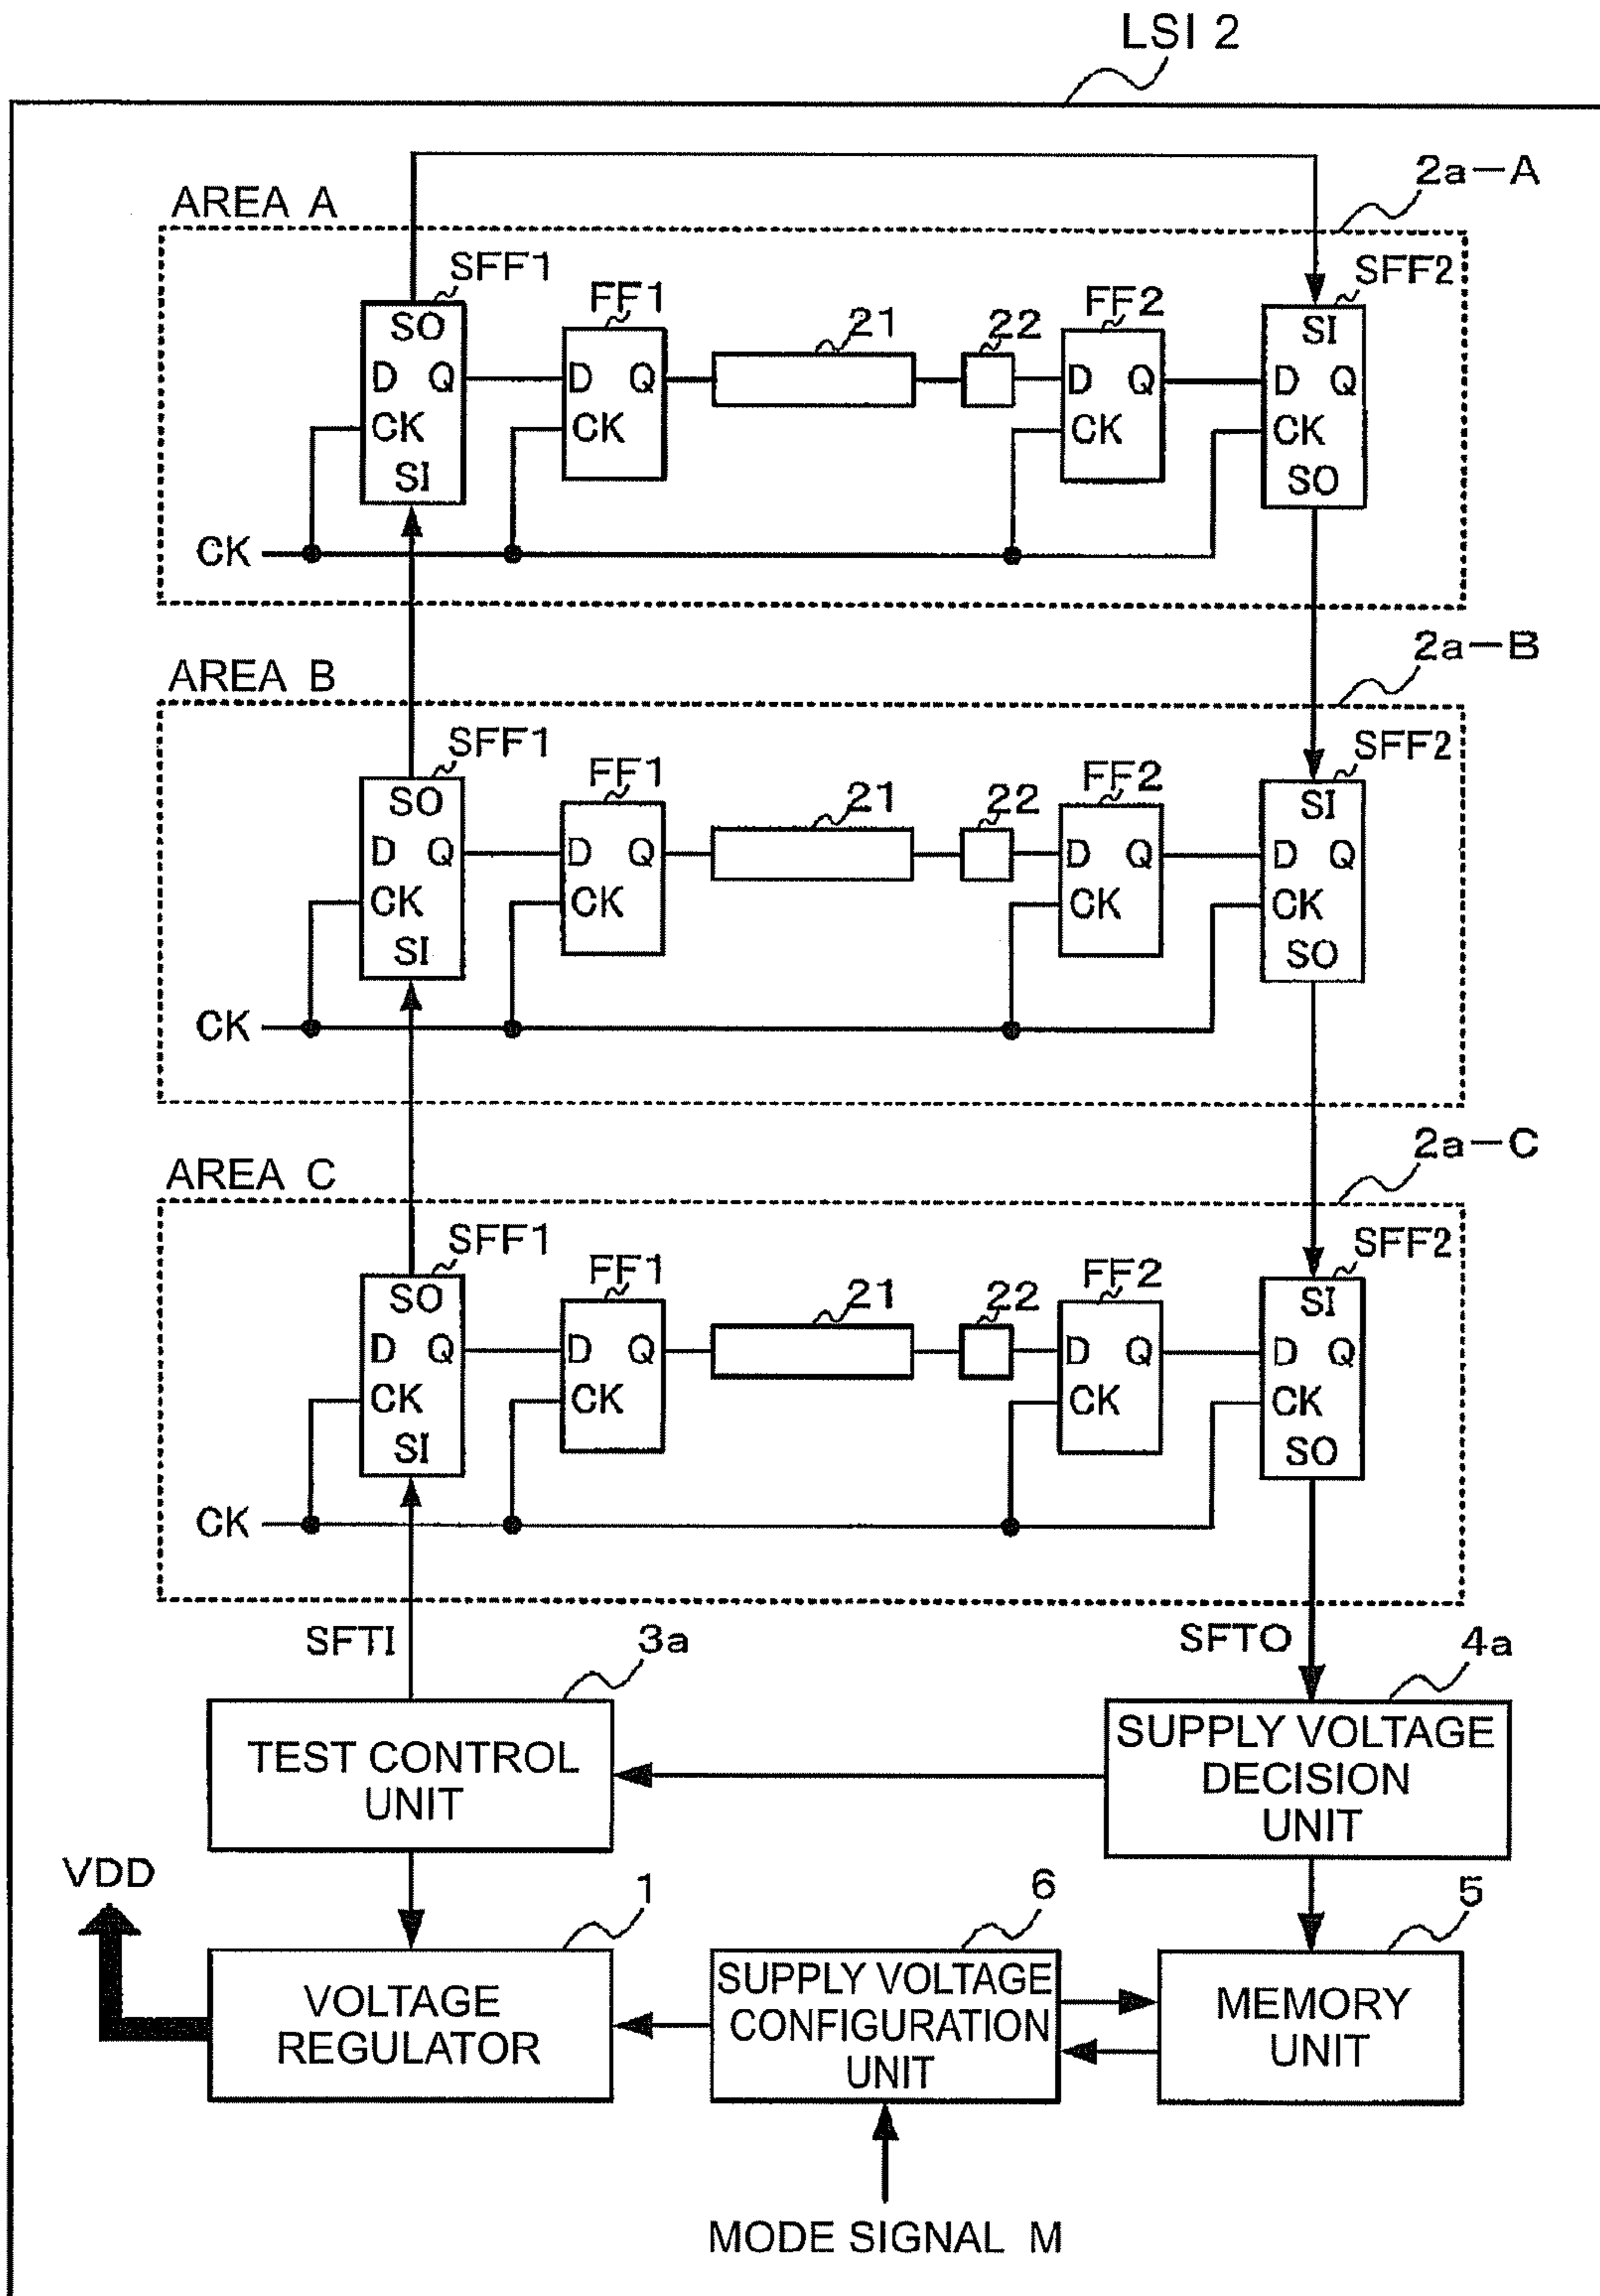 LSI 2
2a-A
AREA A
SFF1
FF1
21
22
FF2
SFF2
SO
D Q
CK
SI
D Q
CK
D Q
CK
SI
D Q
CK
SO
CK
2a-B
AREA B
SFF1
FF1
21
22
FF2
SFF2
SO
D Q
CK
SI
D Q
CK
D Q
CK
SI
D Q
CK
SO
CK
2a-C
AREA C
SFF1
FF1
21
22
FF2
SFF2
SO
D Q
CK
SI
D Q
CK
D Q
CK
SI
D Q
CK
SO
CK
SFTI
3a
SFTO
4a
TEST CONTROL
UNIT
SUPPLY VOLTAGE
DECISION
UNIT
VDD
1
6
5
VOLTAGE
REGULATOR
SUPPLY VOLTAGE
CONFIGURATION
UNIT
MEMORY
UNIT
MODE SIGNAL M